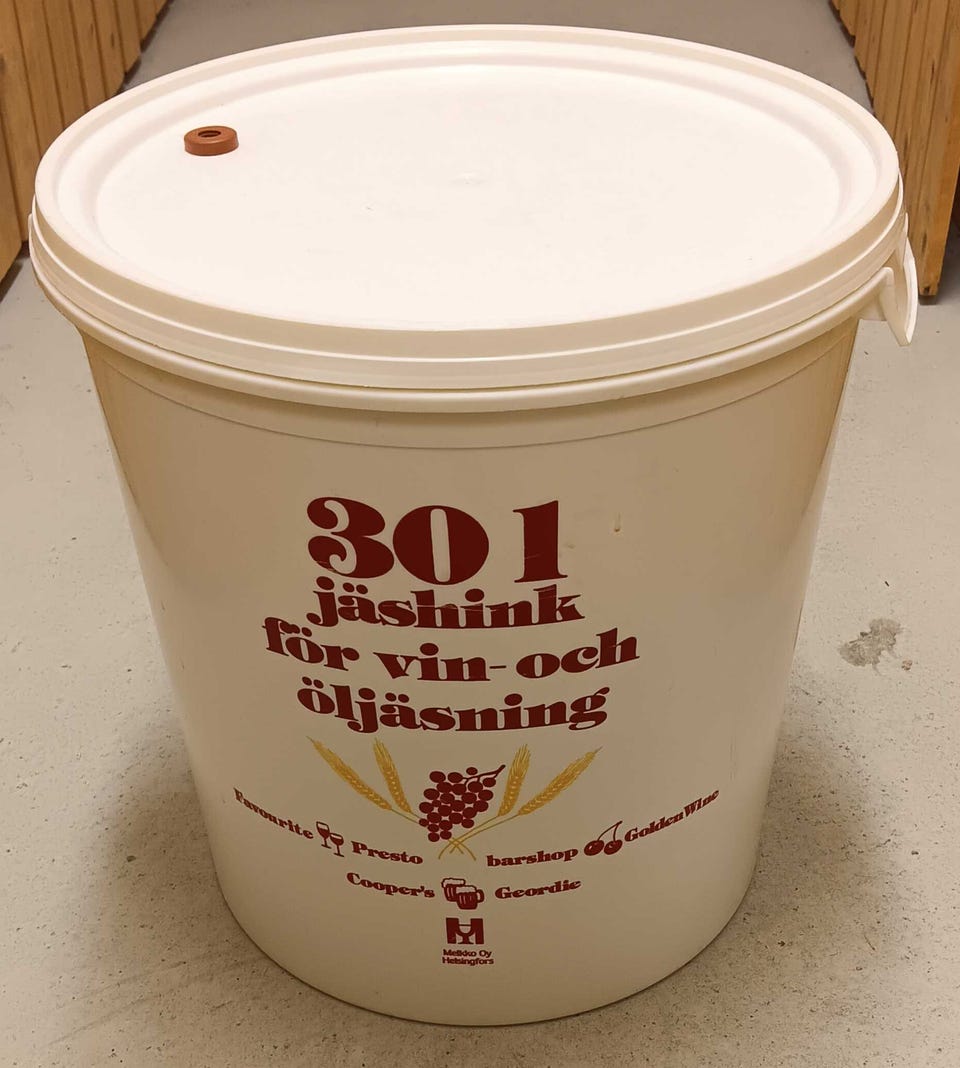 30 l
jäshink
för vin- och
öljäsning
Favourite Presto barshop GoldenWine
Cooper's Geordie
Melkko Oy
Helsingfors